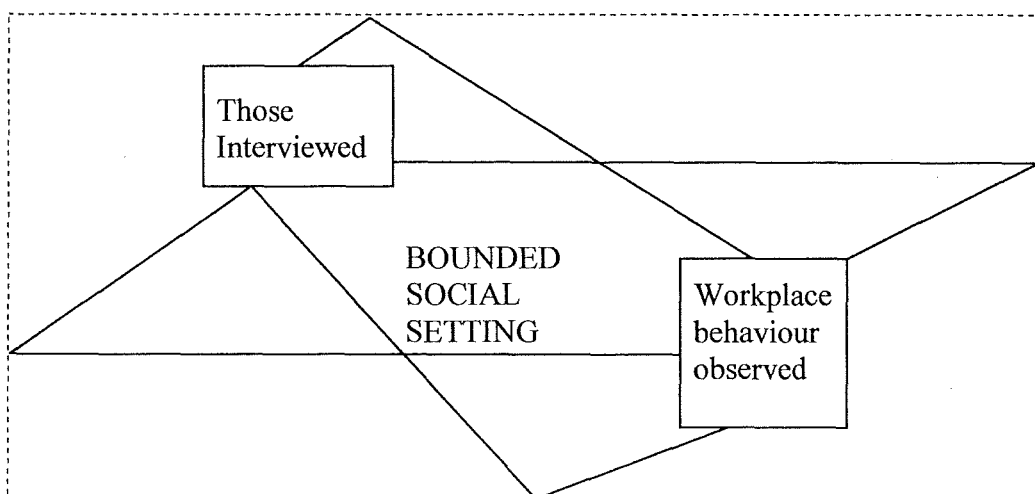 Those
Interviewed
BOUNDED
SOCIAL
SETTING
Workplace
behaviour
observed